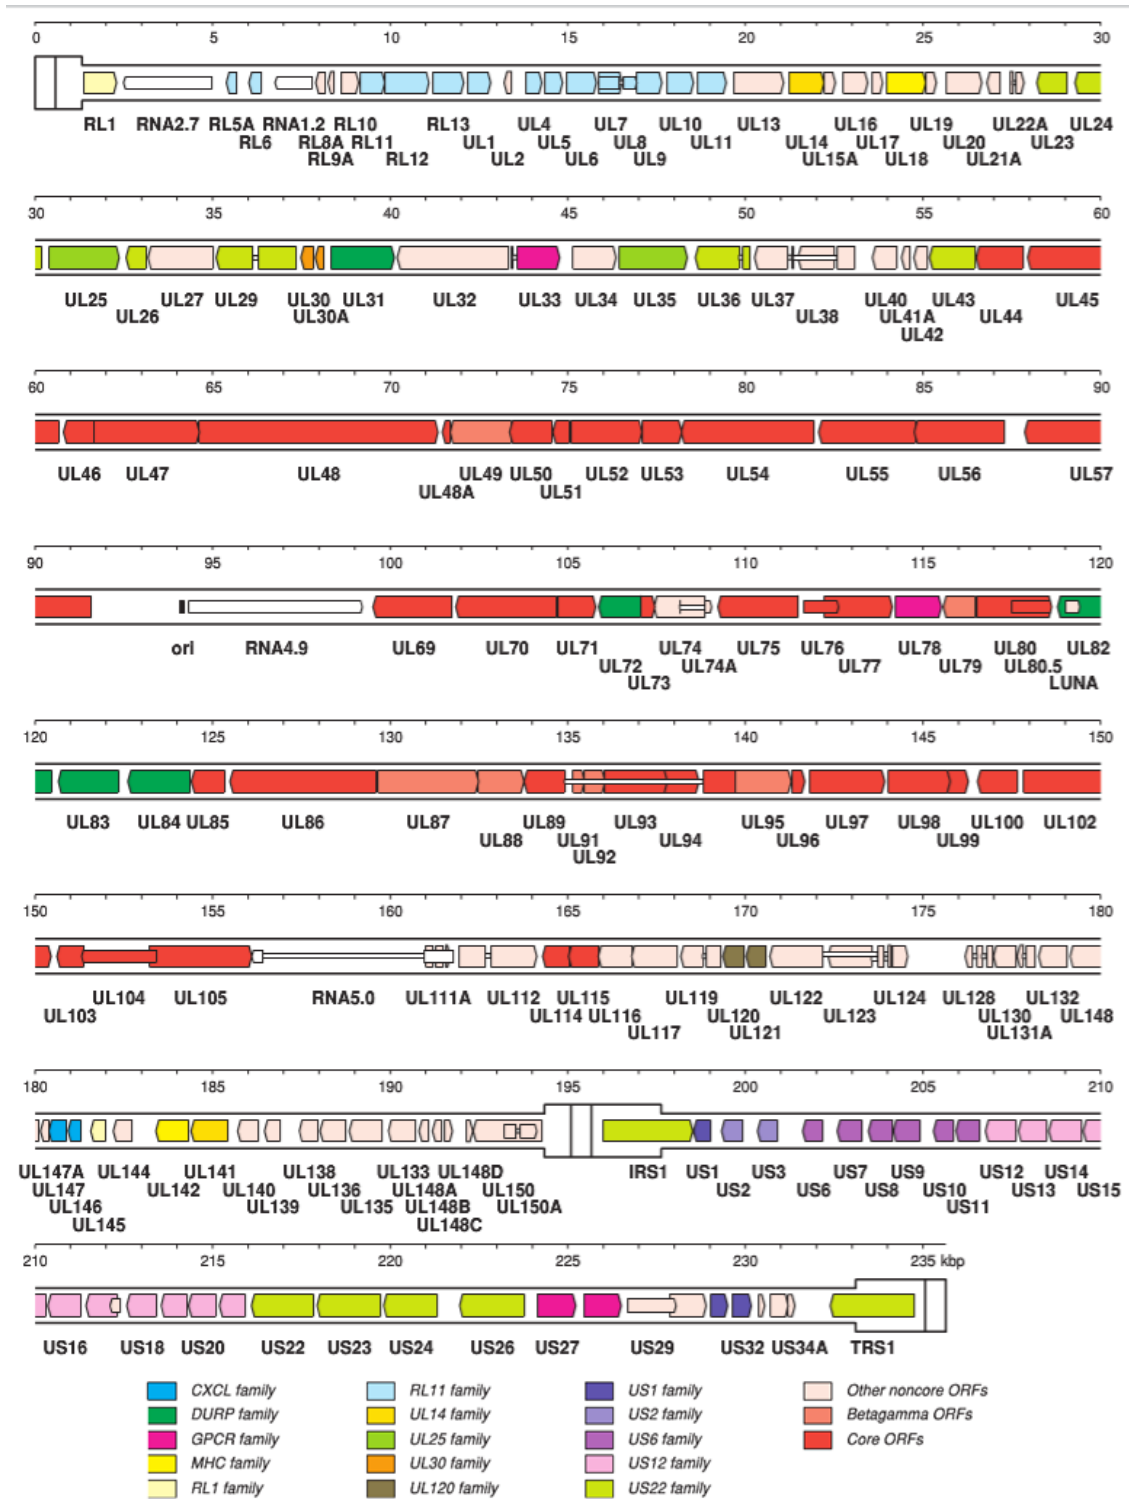 0 5 10 15 20 25 30
RL1 RNA2.7 RL5A RNA1.2 RL10 RL13 UL4 UL7 UL10 UL13 UL16 UL19 UL22A UL24
RL6 RL8A RL11 UL1 UL5 UL8 UL11 UL14 UL17 UL20 UL23
RL9A RL12 UL2 UL6 UL9 UL15A UL18 UL21A
30 35 40 45 50 55 60
UL25 UL27 UL29 UL30 UL31 UL32 UL33 UL34 UL35 UL36 UL37 UL40 UL43 UL45
UL26 UL30A UL38 UL41A UL44
UL42
60 65 70 75 80 85 90
UL46 UL47 UL48 UL49 UL50 UL52 UL53 UL54 UL55 UL56 UL57
UL48A UL51
90 95 100 105 110 115 120
ori RNA4.9 UL69 UL70 UL71 UL74 UL75 UL76 UL78 UL80 UL82
UL72 UL74A UL77 UL79 UL80.5
UL73 LUNA
120 125 130 135 140 145 150
UL83 UL84 UL85 UL86 UL87 UL89 UL93 UL95 UL97 UL98 UL100 UL102
UL88 UL91 UL94 UL96 UL99
UL92
150 155 160 165 170 175 180
UL104 UL105 RNA5.0 UL111A UL112 UL115 UL119 UL122 UL124 UL128 UL132
UL103 UL114 UL116 UL120 UL123 UL130 UL148
UL117 UL121 UL131A
180 185 190 195 200 205 210
UL147A UL144 UL141 UL138 UL133 UL148D IRS1 US1 US3 US7 US9 US12 US14
UL147 UL142 UL140 UL136 UL148A UL150 US2 US6 US8 US10 US13 US15
UL146 UL139 UL135 UL148B UL150A US11
UL145 UL148C
210 215 220 225 230 235 kbp
US16 US18 US20 US22 US23 US24 US26 US27 US29 US32 US34A TRS1
CXCL family RL11 family US1 family Other noncore ORFs
DURP family UL14 family US2 family Betagamma ORFs
GPCR family UL25 family US6 family Core ORFs
MHC family UL30 family US12 family
RL1 family UL120 family US22 family